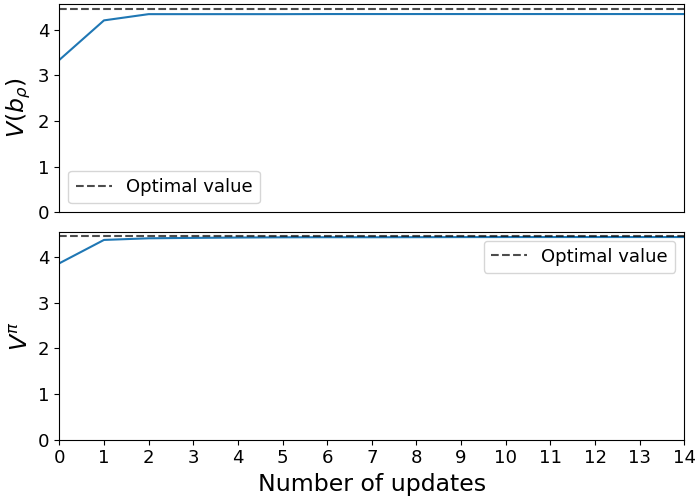 4
3
2
1
0
V(b_ρ)
Optimal value
4
3
2
1
0
V^π
Optimal value
0 1 2 3 4 5 6 7 8 9 10 11 12 13 14
Number of updates